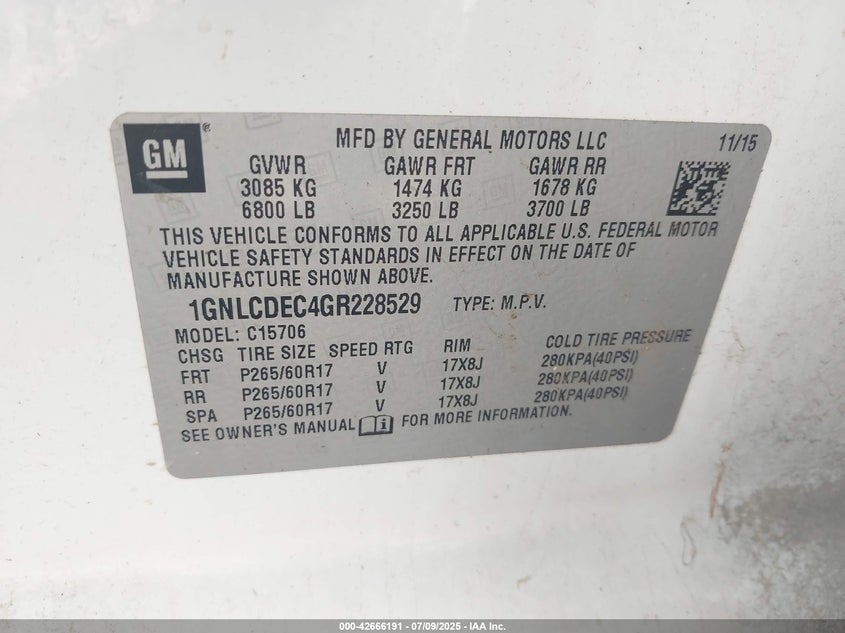 GM ®
MFD BY GENERAL MOTORS LLC 11/15
GVWR GAWR FRT GAWR RR
3085 KG 1474 KG 1678 KG
6800 LB 3250 LB 3700 LB
THIS VEHICLE CONFORMS TO ALL APPLICABLE U.S. FEDERAL MOTOR
VEHICLE SAFETY STANDARDS IN EFFECT ON THE DATE OF
MANUFACTURE SHOWN ABOVE.
1GNLCDEC4GR228529 TYPE: M.P.V.
MODEL: C15706
CHSG TIRE SIZE SPEED RTG RIM COLD TIRE PRESSURE
FRT P265/60R17 V 17X8J 280KPA(40PSI)
RR P265/60R17 V 17X8J 280KPA(40PSI)
SPA P265/60R17 V 17X8J 280KPA(40PSI)
SEE OWNER'S MANUAL FOR MORE INFORMATION.
000-42666191 - 07/09/2025 - IAA Inc.